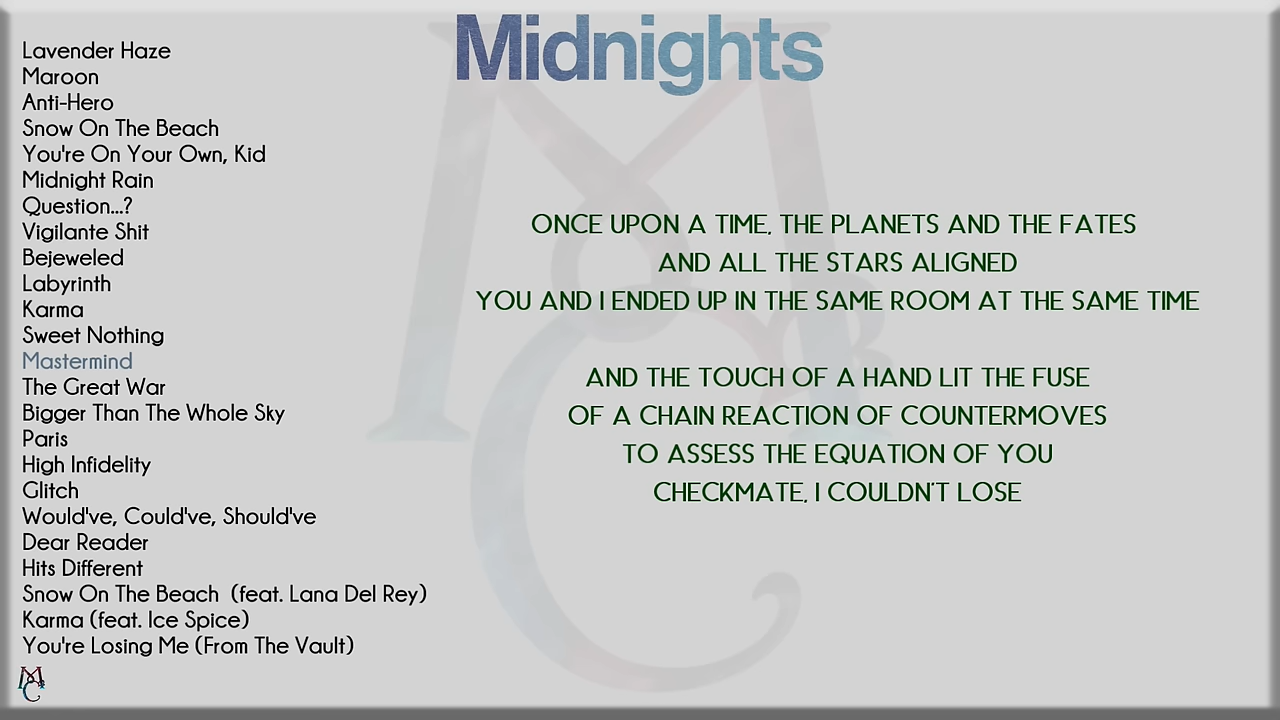 Midnights
Lavender Haze
Maroon
Anti-Hero
Snow On The Beach
You're On Your Own, Kid
Midnight Rain
Question...?
Vigilante Shit
Bejeweled
Labyrinth
Karma
Sweet Nothing
Mastermind
The Great War
Bigger Than The Whole Sky
Paris
High Infidelity
Glitch
Would've, Could've, Should've
Dear Reader
Hits Different
Snow On The Beach (feat. Lana Del Rey)
Karma (feat. Ice Spice)
You're Losing Me (From The Vault)
ONCE UPON A TIME, THE PLANETS AND THE FATES
AND ALL THE STARS ALIGNED
YOU AND I ENDED UP IN THE SAME ROOM AT THE SAME TIME
AND THE TOUCH OF A HAND LIT THE FUSE
OF A CHAIN REACTION OF COUNTERMOVES
TO ASSESS THE EQUATION OF YOU
CHECKMATE, I COULDN'T LOSE